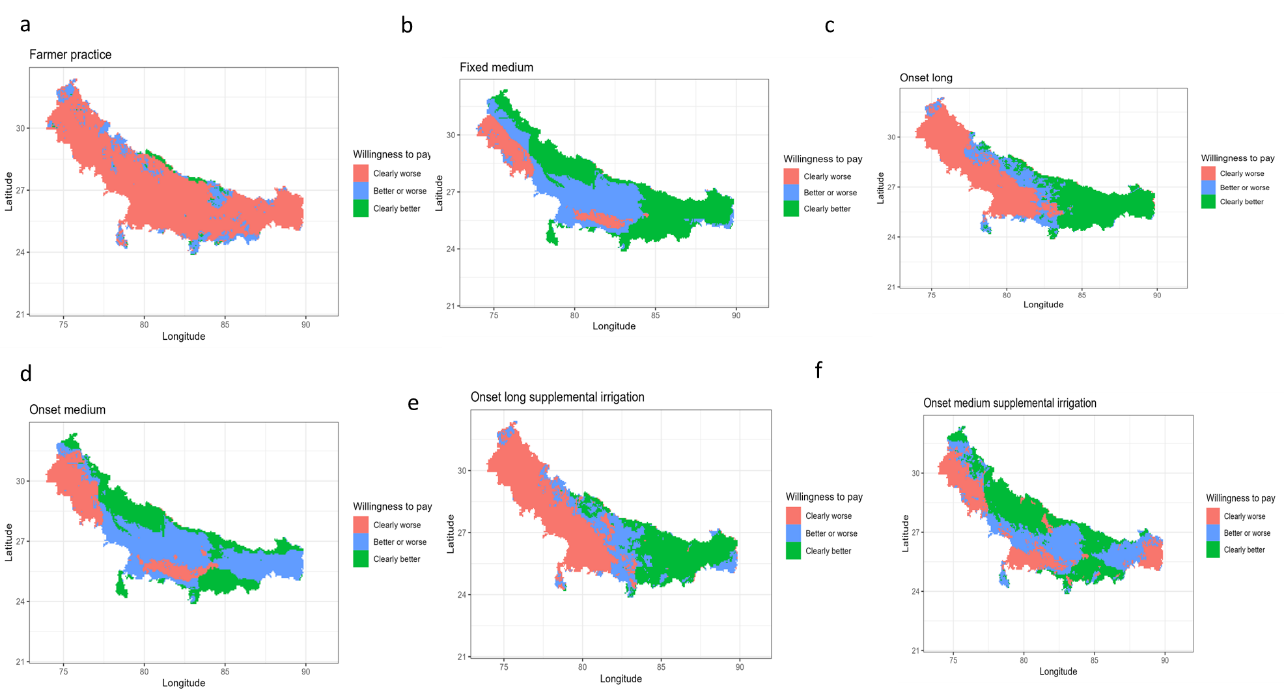 a
Farmer practice
Latitude
30
27
24
21
75
80
85
90
Longitude
Willingness to pay
Clearly worse
Better or worse
Clearly better
b
Fixed medium
Latitude
30
27
24
21
75
80
85
90
Longitude
Willingness to pay
Clearly worse
Better or worse
Clearly better
c
Onset long
Latitude
30
27
24
21
75
80
85
90
Longitude
Willingness to pay
Clearly worse
Better or worse
Clearly better
d
Onset medium
Latitude
30
27
24
21
75
80
85
90
Longitude
Willingness to pay
Clearly worse
Better or worse
Clearly better
e
Onset long supplemental irrigation
Latitude
30
27
24
21
75
80
85
90
Longitude
Willingness to pay
Clearly worse
Better or worse
Clearly better
f
Onset medium supplemental irrigation
Latitude
30
27
24
21
75
80
85
90
Longitude
Willingness to pay
Clearly worse
Better or worse
Clearly better